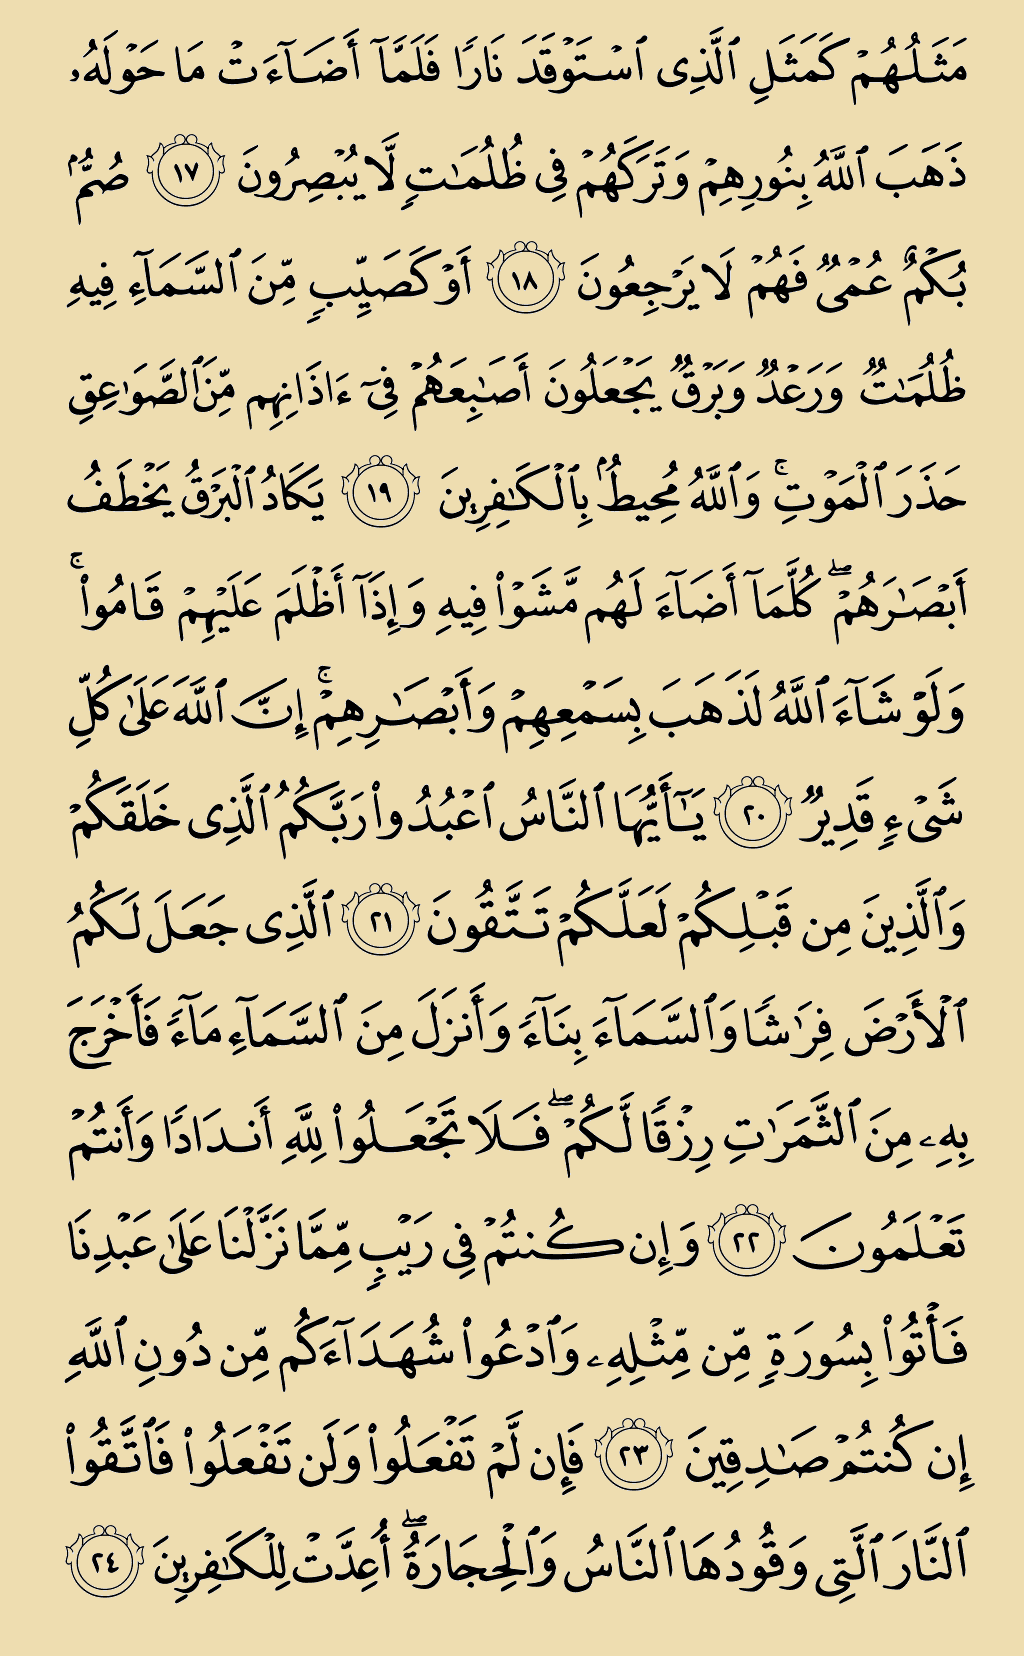 مَثَلُهُمْ كَمَثَلِ ٱلَّذِى ٱسْتَوْقَدَ نَارًا فَلَمَّآ أَضَآءَتْ مَا حَوْلَهُۥ
ذَهَبَ ٱللَّهُ بِنُورِهِمْ وَتَرَكَهُمْ فِى ظُلُمَـٰتٍ لَّا يُبْصِرُونَ ١٧ صُمٌّۢ
بُكْمٌ عُمْىٌ فَهُمْ لَا يَرْجِعُونَ ١٨ أَوْ كَصَيِّبٍ مِّنَ ٱلسَّمَآءِ فِيهِ
ظُلُمَـٰتٌ وَرَعْدٌ وَبَرْقٌ يَجْعَلُونَ أَصَـٰبِعَهُمْ فِىٓ ءَاذَانِهِم مِّنَ ٱلصَّوَٰعِقِ
حَذَرَ ٱلْمَوْتِ ۚ وَٱللَّهُ مُحِيطٌۢ بِٱلْكَـٰفِرِينَ ١٩ يَكَادُ ٱلْبَرْقُ يَخْطَفُ
أَبْصَـٰرَهُمْ ۖ كُلَّمَآ أَضَآءَ لَهُم مَّشَوْا۟ فِيهِ وَإِذَآ أَظْلَمَ عَلَيْهِمْ قَامُوا۟ ۚ
وَلَوْ شَآءَ ٱللَّهُ لَذَهَبَ بِسَمْعِهِمْ وَأَبْصَـٰرِهِمْ ۚ إِنَّ ٱللَّهَ عَلَىٰ كُلِّ
شَىْءٍ قَدِيرٌ ٢٠ يَـٰٓأَيُّهَا ٱلنَّاسُ ٱعْبُدُوا۟ رَبَّكُمُ ٱلَّذِى خَلَقَكُمْ
وَٱلَّذِينَ مِن قَبْلِكُمْ لَعَلَّكُمْ تَتَّقُونَ ٢١ ٱلَّذِى جَعَلَ لَكُمُ
ٱلْأَرْضَ فِرَٰشًا وَٱلسَّمَآءَ بِنَآءً وَأَنزَلَ مِنَ ٱلسَّمَآءِ مَآءً فَأَخْرَجَ
بِهِۦ مِنَ ٱلثَّمَرَٰتِ رِزْقًا لَّكُمْ ۖ فَلَا تَجْعَلُوا۟ لِلَّهِ أَندَادًا وَأَنتُمْ
تَعْلَمُونَ ٢٢ وَإِن كُنتُمْ فِى رَيْبٍ مِّمَّا نَزَّلْنَا عَلَىٰ عَبْدِنَا
فَأْتُوا۟ بِسُورَةٍ مِّن مِّثْلِهِۦ وَٱدْعُوا۟ شُهَدَآءَكُم مِّن دُونِ ٱللَّهِ
إِن كُنتُمْ صَـٰدِقِينَ ٢٣ فَإِن لَّمْ تَفْعَلُوا۟ وَلَن تَفْعَلُوا۟ فَٱتَّقُوا۟
ٱلنَّارَ ٱلَّتِى وَقُودُهَا ٱلنَّاسُ وَٱلْحِجَارَةُ ۖ أُعِدَّتْ لِلْكَـٰفِرِينَ ٢٤